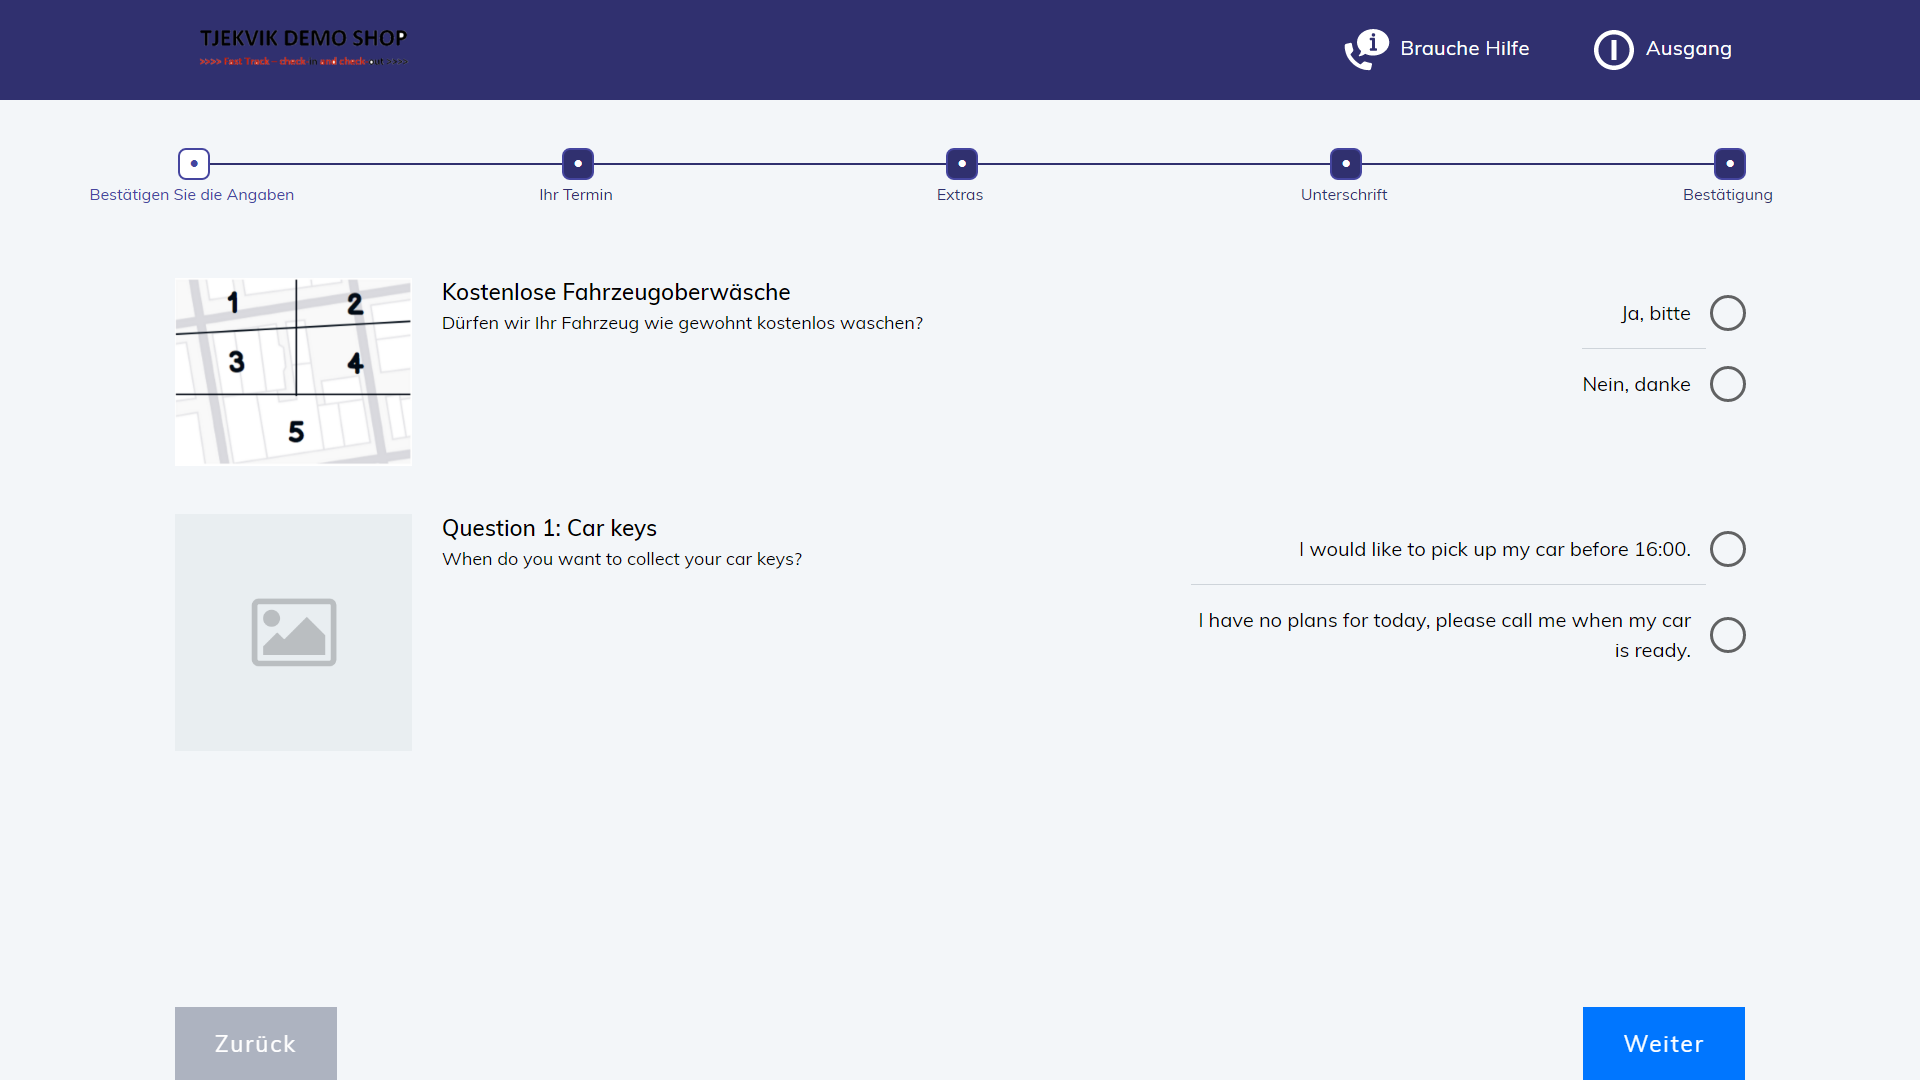 TJEKVIK DEMO SHOP
>>>> Fast Track - check in and check out >>>>
Brauche Hilfe
Ausgang
Bestätigen Sie die Angaben
Ihr Termin
Extras
Unterschrift
Bestätigung
1 2
3 4
5
Kostenlose Fahrzeugoberwäsche
Dürfen wir Ihr Fahrzeug wie gewohnt kostenlos waschen?
Ja, bitte
Nein, danke
Question 1: Car keys
When do you want to collect your car keys?
I would like to pick up my car before 16:00.
I have no plans for today, please call me when my car
is ready.
Zurück
Weiter